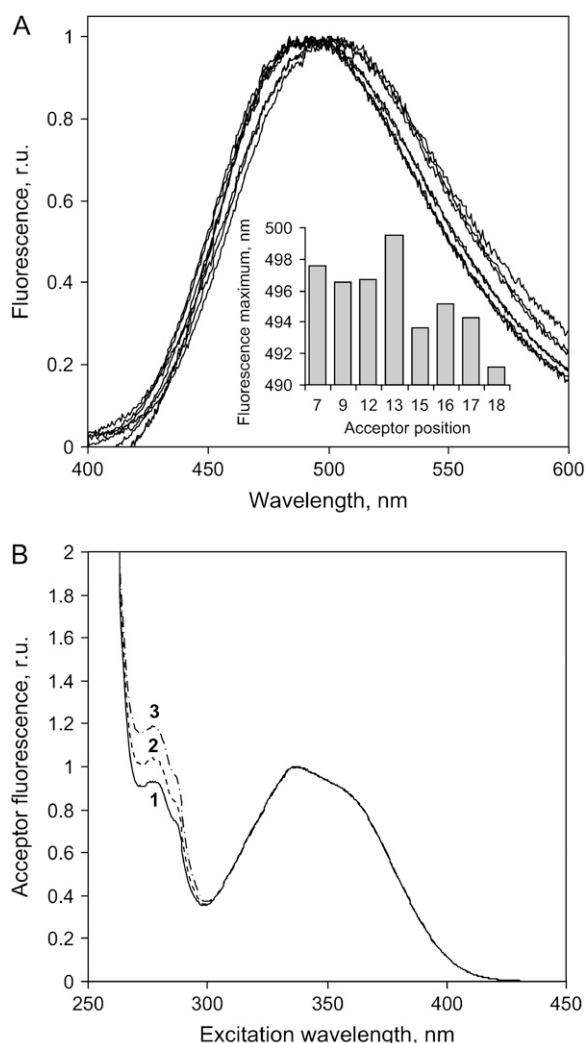 A
1
0.8
0.6
0.4
0.2
0
Fluorescence, r.u.
400 450 500 550 600
Wavelength, nm
500
498
496
494
491
490
Fluorescence maximum, nm
7 9 12 13 15 16 17 18
Acceptor position
B
2
1.8
1.6
1.4
1.2
1
0.8
0.6
0.4
0.2
0
Acceptor fluorescence, r.u.
3
2
1
250 300 350 400 450
Excitation wavelength, nm